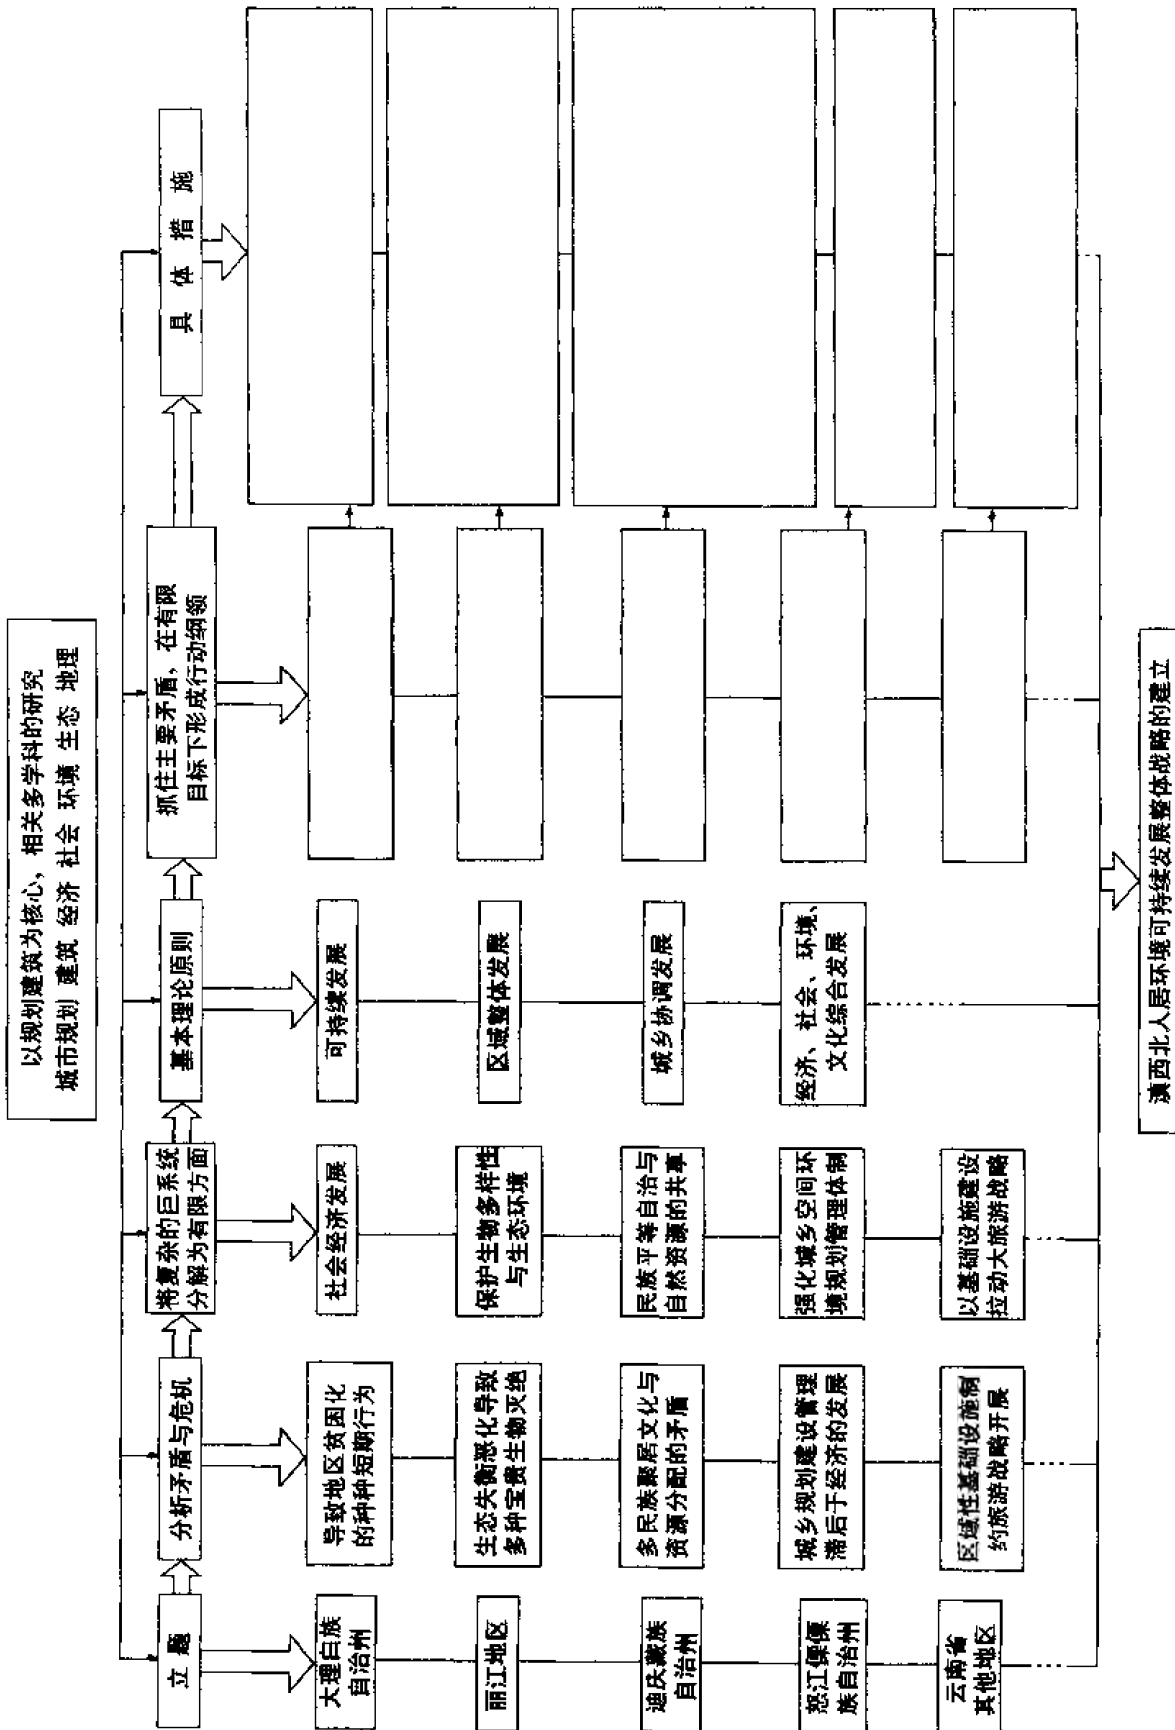 以规划建筑为核心，相关多学科的研究
城市规划 建筑 经济 社会 环境 生态 地理
立 题
分析矛盾与危机
将复杂的巨系统
分解为有限方面
基本理论原则
抓住主要矛盾，在有限
目标下形成行动纲领
具 体 措 施
大理白族
自治州
导致地区贫困化
的种种短期行为
社会经济发展
可持续发展
丽江地区
生态失衡恶化导致
多种宝贵生物灭绝
保护生物多样性
与生态环境
区域整体发展
迪庆藏族
自治州
多民族聚居文化与
资源分配的矛盾
民族平等自治与
自然资源的共享
城乡协调发展
怒江傈僳
族自治州
城乡规划建设管理
滞后于经济的发展
强化城乡空间环
境规划管理体制
经济、社会、环境、
文化综合发展
云南省
其他地区
区域性基础设施制
约旅游战略开展
以基础设施建设
拉动大旅游战略
滇西北人居环境可持续发展整体战略的建立